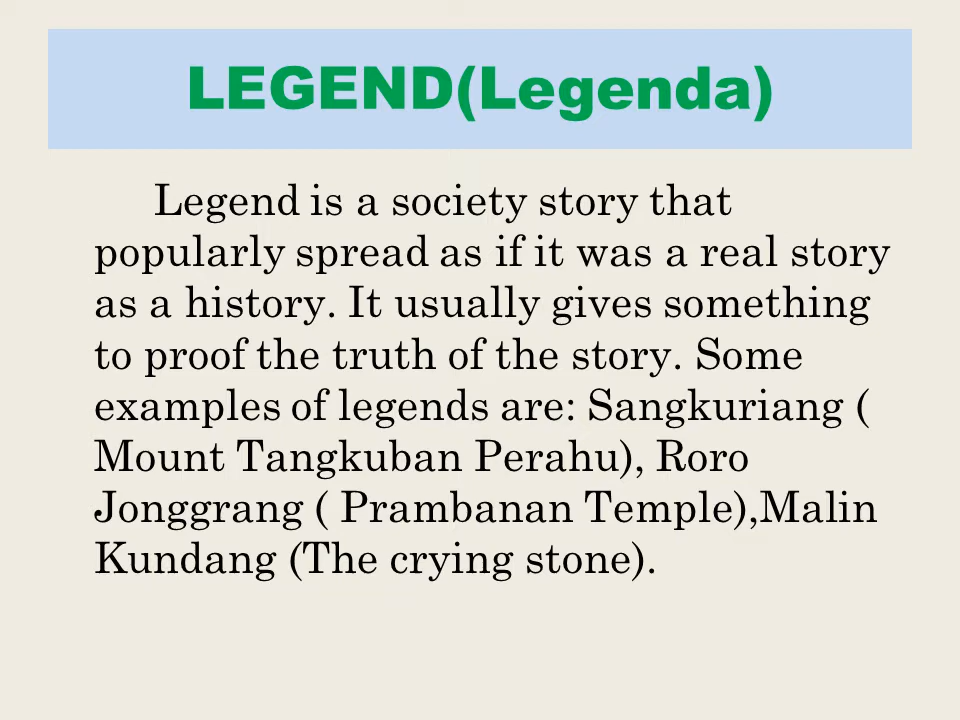 LEGEND(Legenda)
Legend is a society story that
popularly spread as if it was a real story
as a history. It usually gives something
to proof the truth of the story. Some
examples of legends are: Sangkuriang (
Mount Tangkuban Perahu), Roro
Jonggrang ( Prambanan Temple),Malin
Kundang (The crying stone).